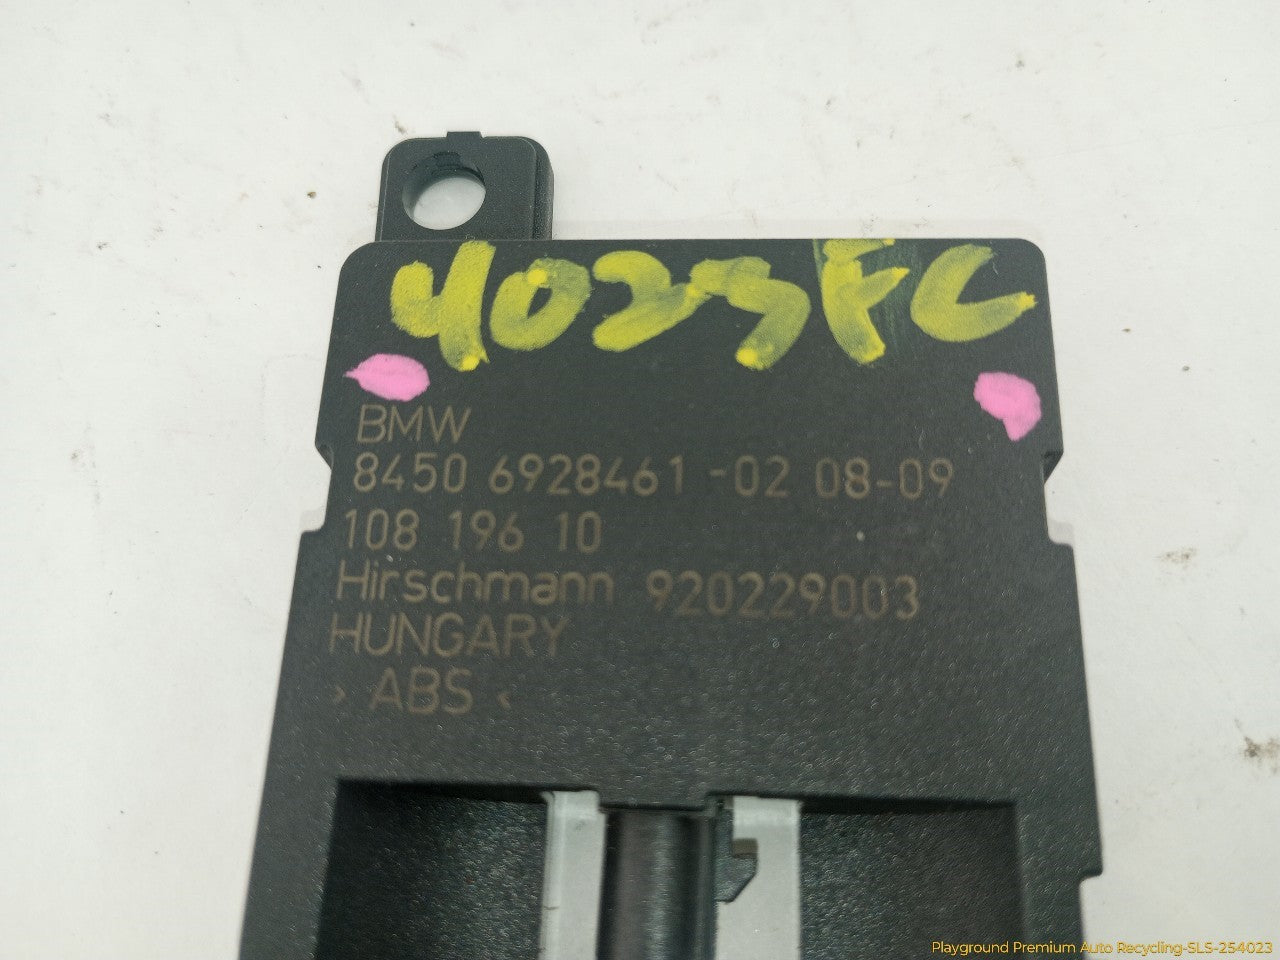 4023FC
BMW
8450 6928461 -02 08-09
108 196 10
Hirschmann 920229003
HUNGARY
> ABS <
Playground Premium Auto Recycling-SLS-254023